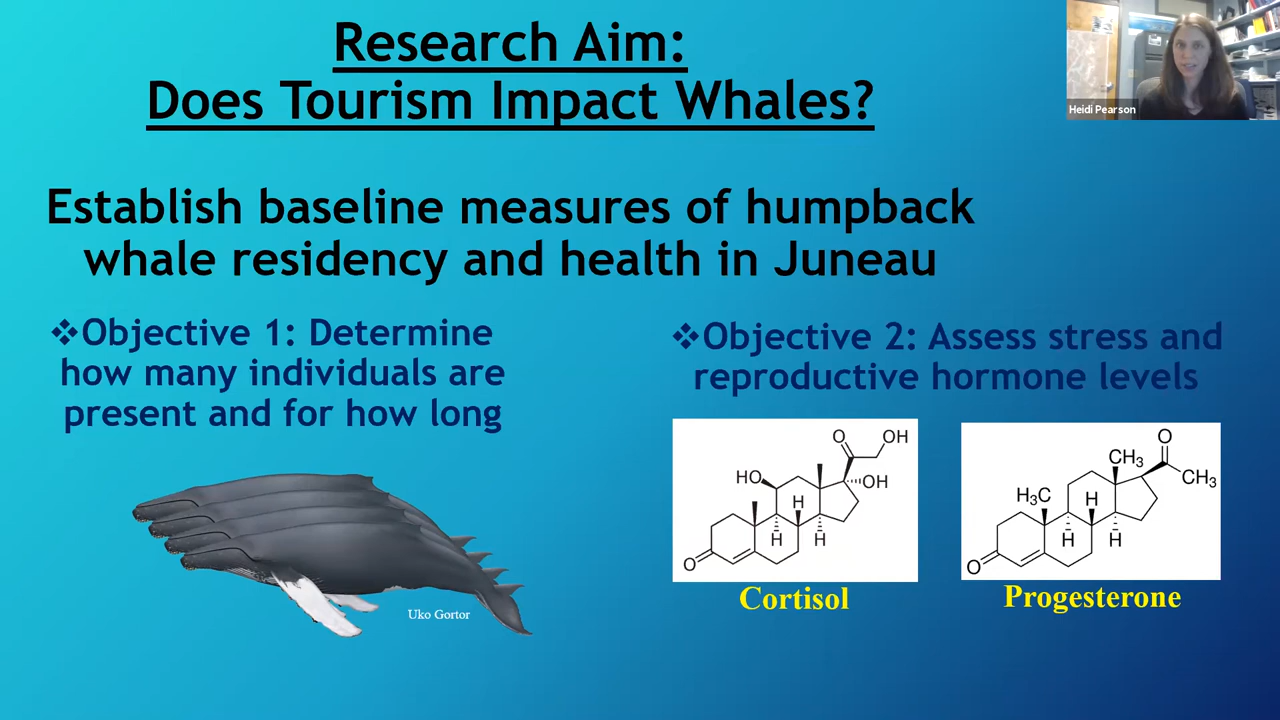 Research Aim:
Does Tourism Impact Whales?
Heidi Pearson
Establish baseline measures of humpback
whale residency and health in Juneau
❖Objective 1: Determine
how many individuals are
present and for how long
Uko Gortor
❖Objective 2: Assess stress and
reproductive hormone levels
O
OH
HO
OH
H
H
H
O
Cortisol
O
CH₃
CH₃
H₃C
H
H
H
O
Progesterone